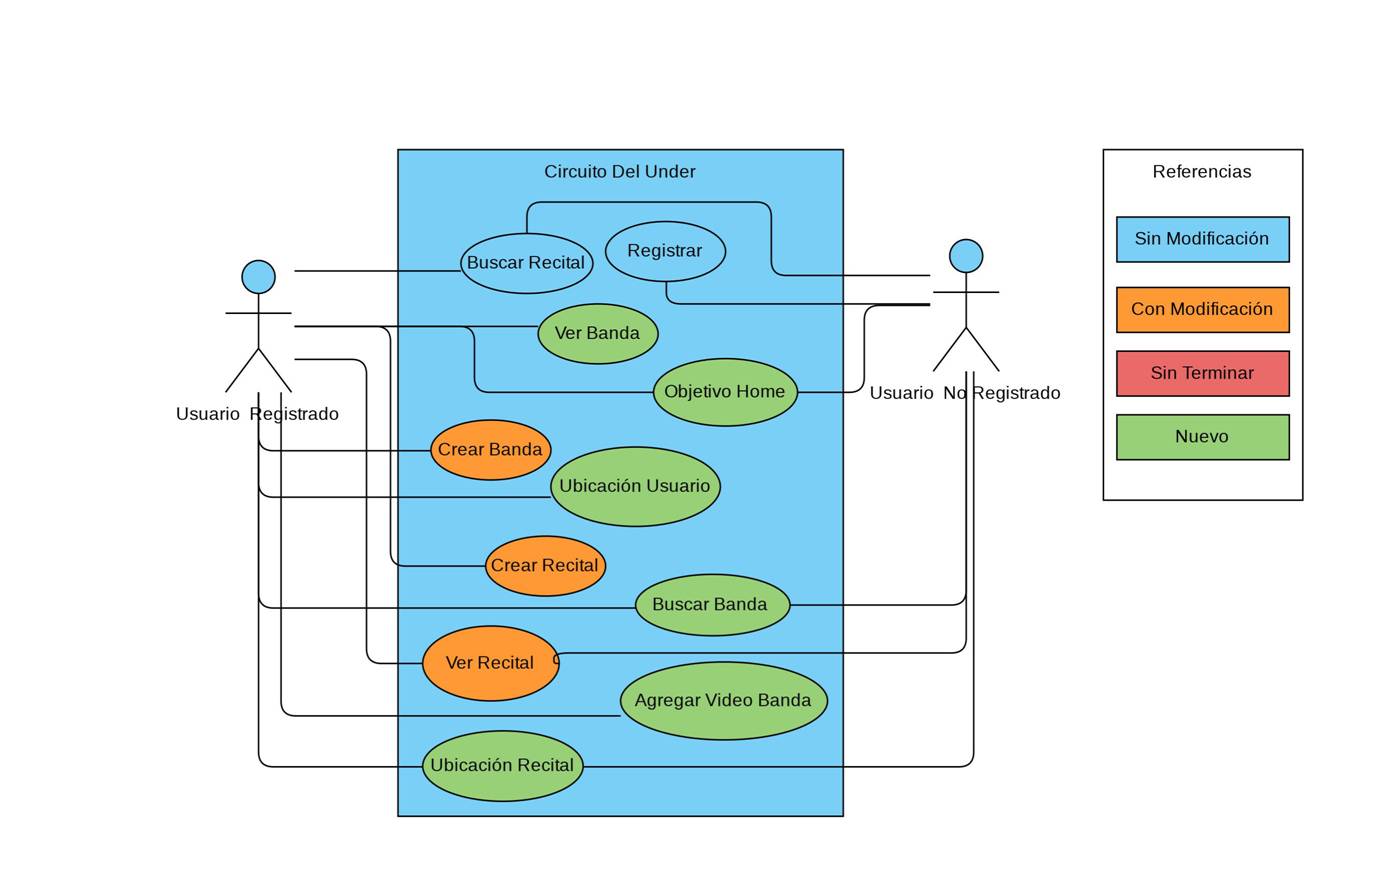 Circuito Del Under
Referencias
Buscar Recital
Registrar
Sin Modificación
Con Modificación
Ver Banda
Sin Terminar
Objetivo Home
Usuario No Registrado
Usuario Registrado
Nuevo
Crear Banda
Ubicación Usuario
Crear Recital
Buscar Banda
Ver Recital
Agregar Video Banda
Ubicación Recital